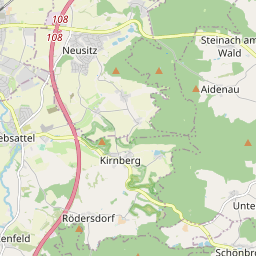 108
108
Neusitz
Steinach am
Wald
Aidenau
ebsattel
Kirnberg
Unte
Rödersdorf
enfeld
Schönbr